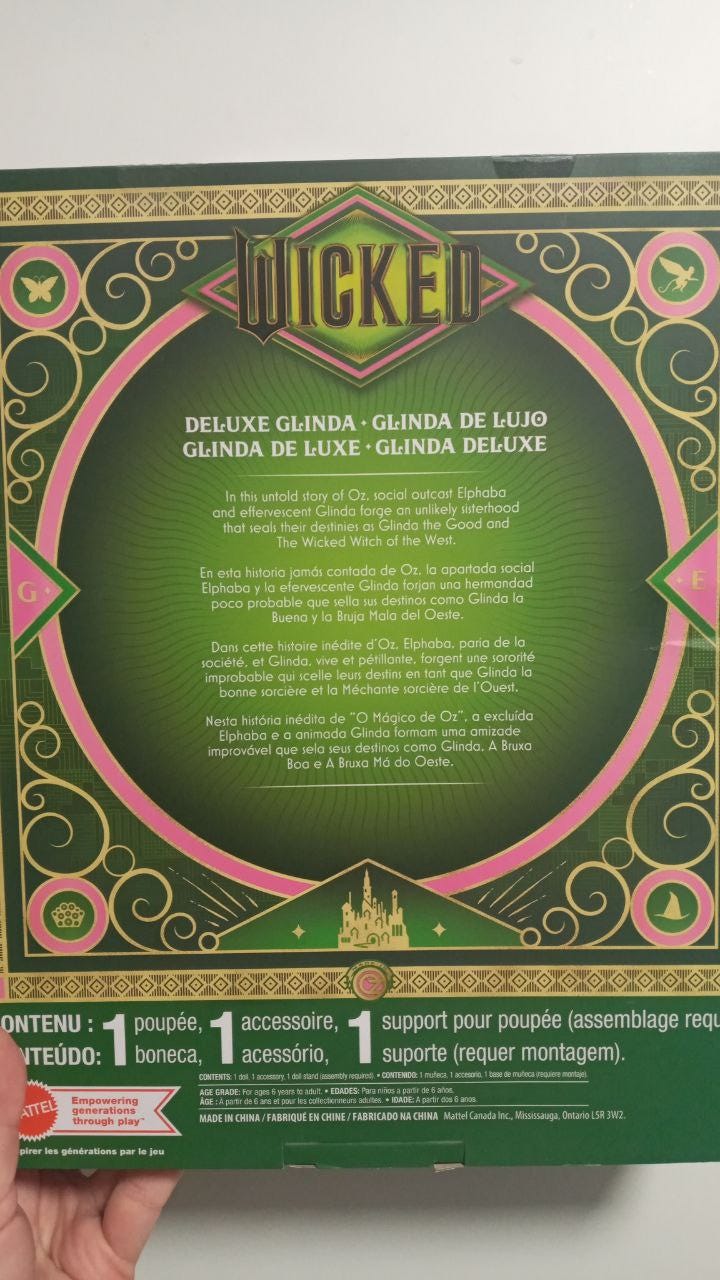 WICKED
DELUXE GLINDA • GLINDA DE LUJO
GLINDA DE LUXE • GLINDA DELUXE
In this untold story of Oz, social outcast Elphaba
and effervescent Glinda forge an unlikely sisterhood
that seals their destinies as Glinda the Good and
The Wicked Witch of the West.
En esta historia jamás contada de Oz, la apartada social
Elphaba y la efervescente Glinda forjan una hermandad
poco probable que sella sus destinos como Glinda la
Buena y la Bruja Mala del Oeste.
G
E
Dans cette histoire inédite d'Oz, Elphaba, paria de la
société, et Glinda, vive et pétillante, forgent une sororité
improbable qui scelle leurs destins en tant que Glinda la
bonne sorcière et la Méchante sorcière de l'Ouest.
Nesta história inédita de "O Mágico de Oz", a excluída
Elphaba e a animada Glinda formam uma amizade
improvável que sela seus destinos como Glinda, A Bruxa
Boa e A Bruxa Má do Oeste.
OZ
ONTENU : 1 poupée, 1 accessoire, 1 support pour poupée (assemblage requ
NTEÚDO: boneca, acessório, suporte (requer montagem).
CONTENTS: 1 doll, 1 accessory, 1 doll stand (assembly required). • CONTENIDO: 1 muñeca, 1 accesorio, 1 base de muñeca (requiere montaje).
AGE GRADE: For ages 6 years to adult. • EDADES: Para niños a partir de 6 años.
ÂGE : À partir de 6 ans et pour les collectionneurs adultes. • IDADE: A partir dos 6 anos.
MADE IN CHINA / FABRIQUÉ EN CHINE / FABRICADO NA CHINA Mattel Canada Inc., Mississauga, Ontario L5R 3W2.
MATTEL
Empowering
generations
through play™
pirer les générations par le jeu